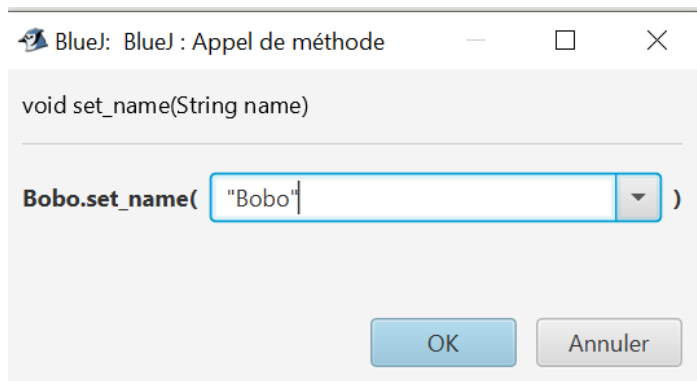 BlueJ: BlueJ : Appel de méthode
void set_name(String name)
Bobo.set_name( "Bobo" )
OK Annuler